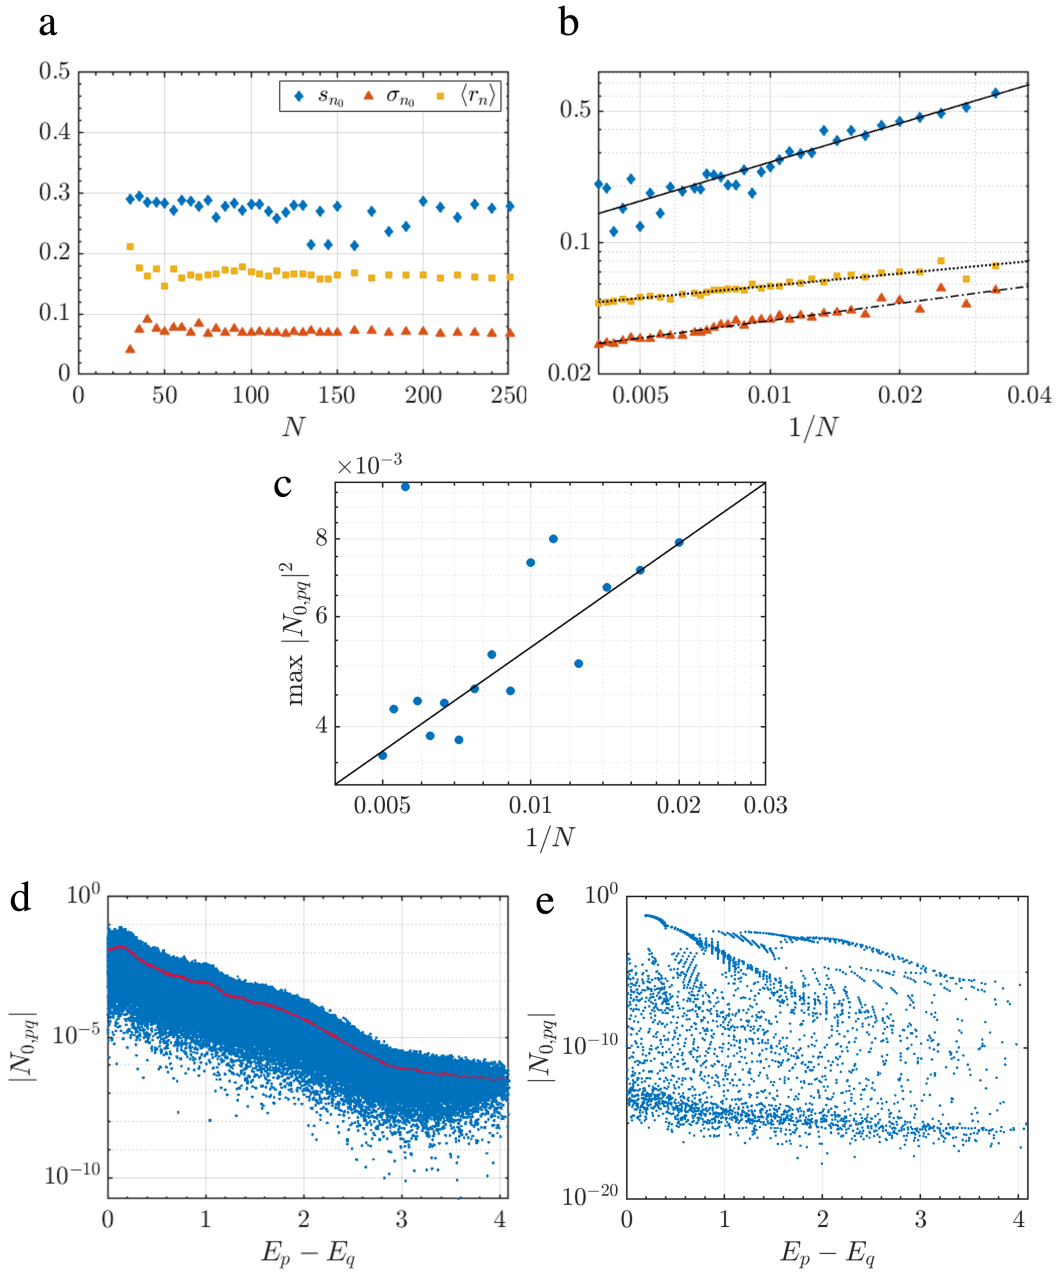 a
0.5
0.4
0.3
0.2
0.1
0
0 50 100 150 200 250
N
s_{n_0} σ_{n_0} ⟨r_n⟩
b
0.5
0.1
0.02
0.005 0.01 0.02 0.04
1/N
c
×10^{−3}
8
6
4
max |N_{0,pq}|^2
0.005 0.01 0.02 0.03
1/N
d
10^0
10^{−5}
10^{−10}
|N_{0,pq}|
0 1 2 3 4
E_p − E_q
e
10^0
10^{−10}
10^{−20}
|N_{0,pq}|
0 1 2 3 4
E_p − E_q